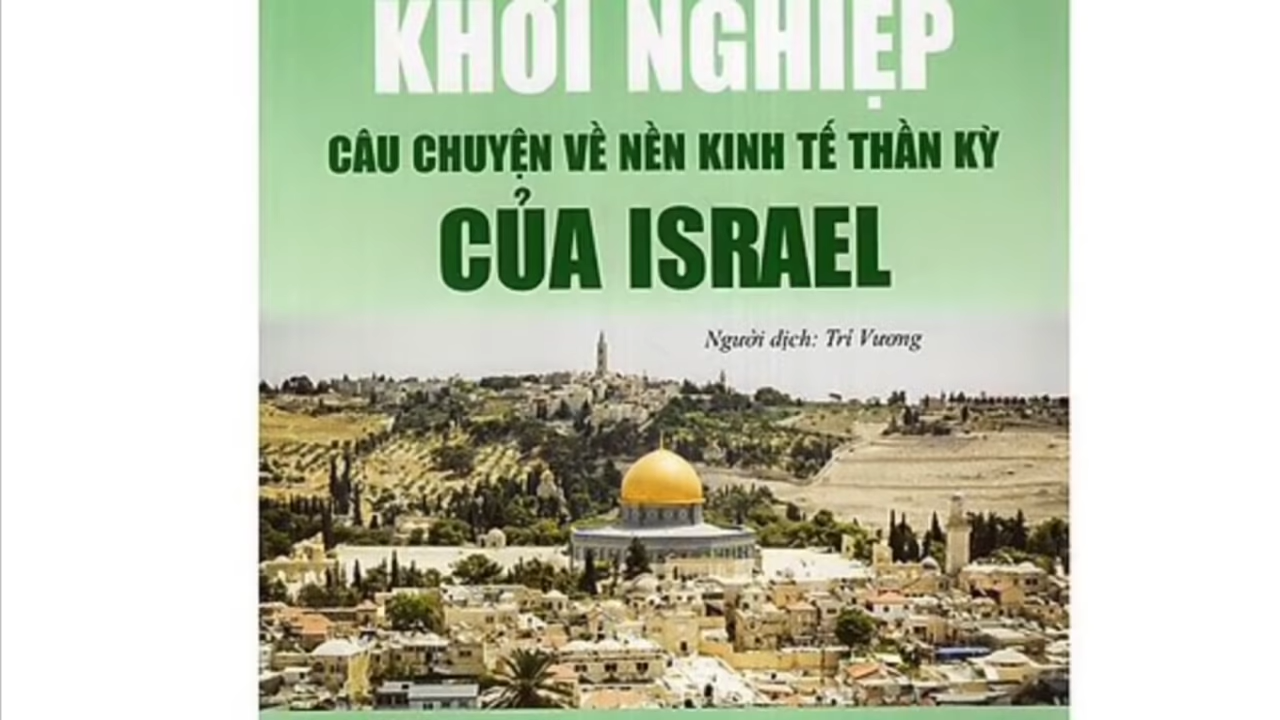 KHỞI NGHIỆP
CÂU CHUYỆN VỀ NỀN KINH TẾ THẦN KỲ
CỦA ISRAEL
Người dịch: Trí Vương